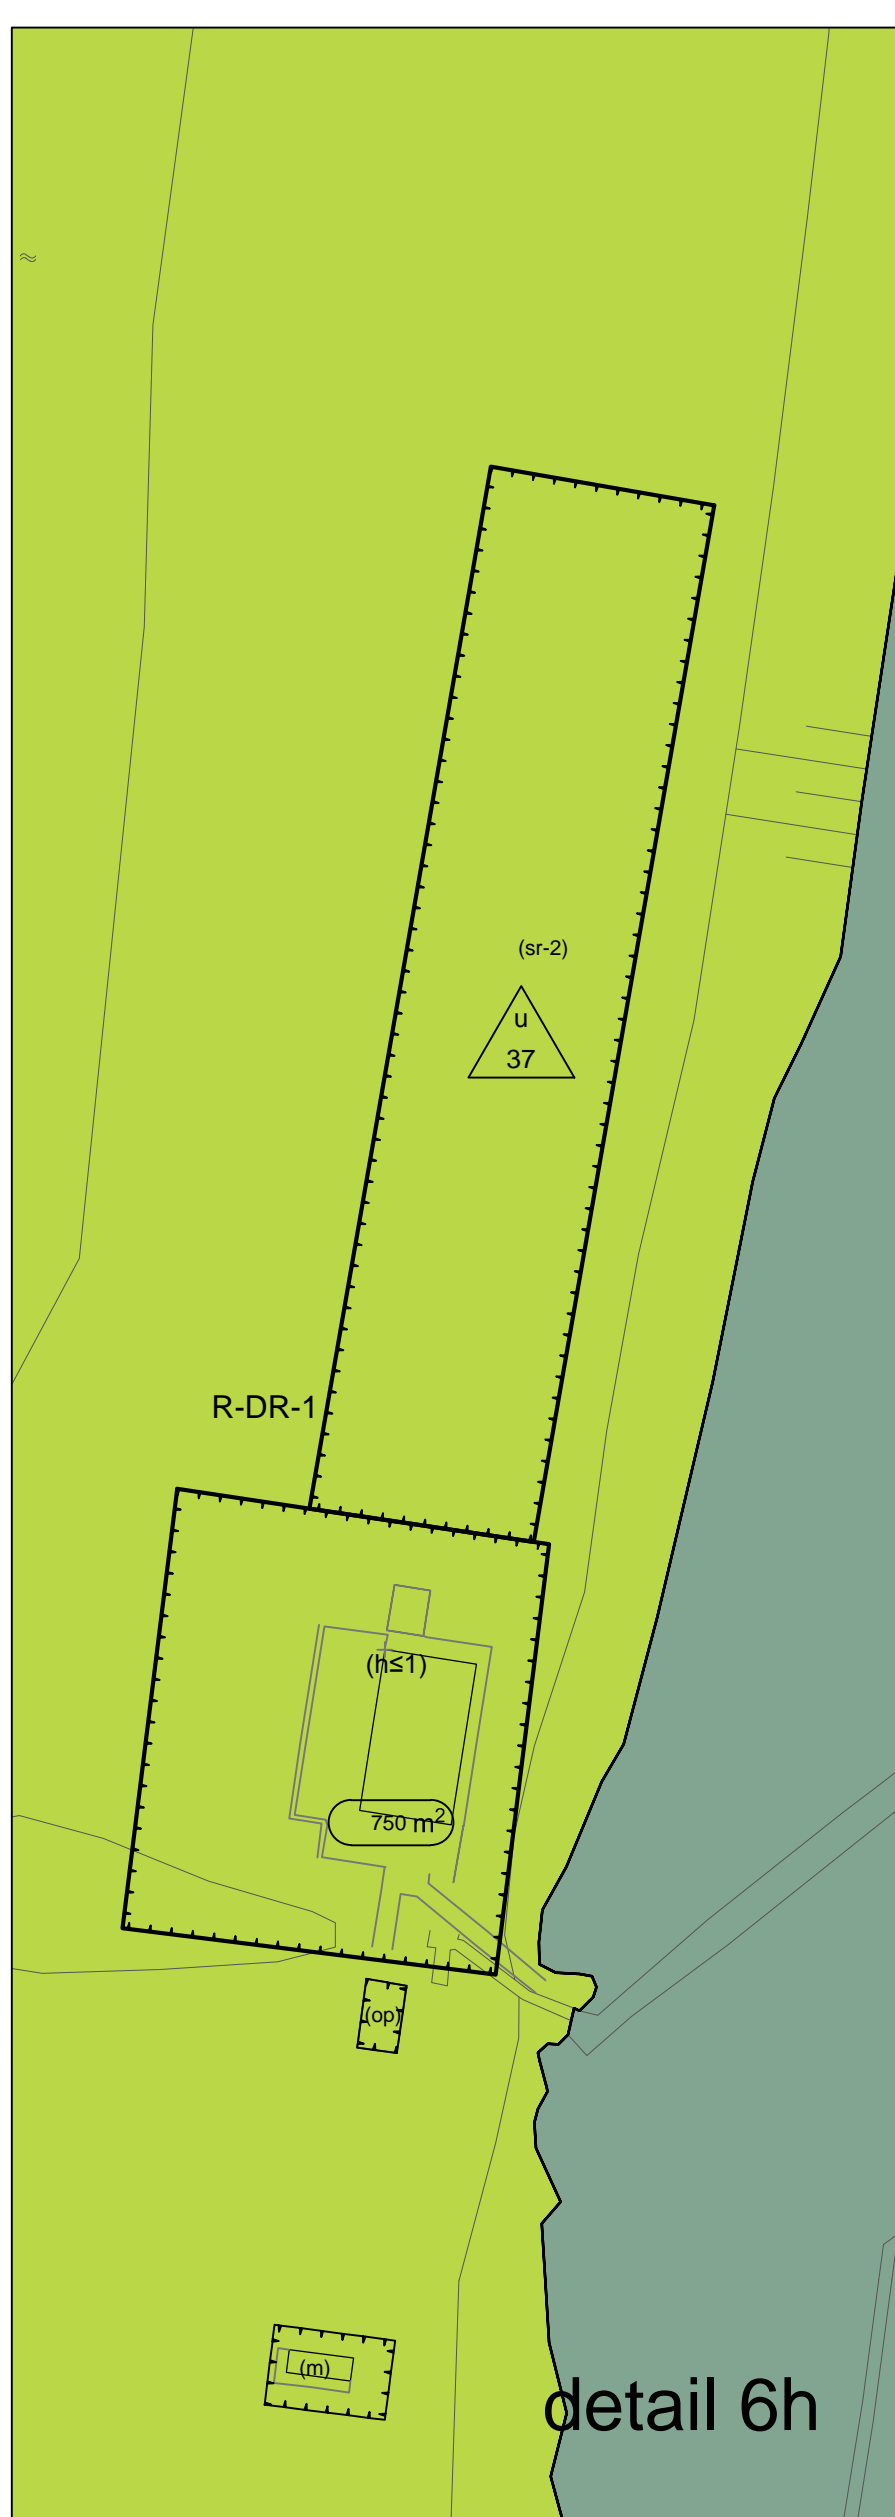 (sr-2)
u
37
R-DR-1
(h≤1)
750 m²
(op)
(m)
detail 6h